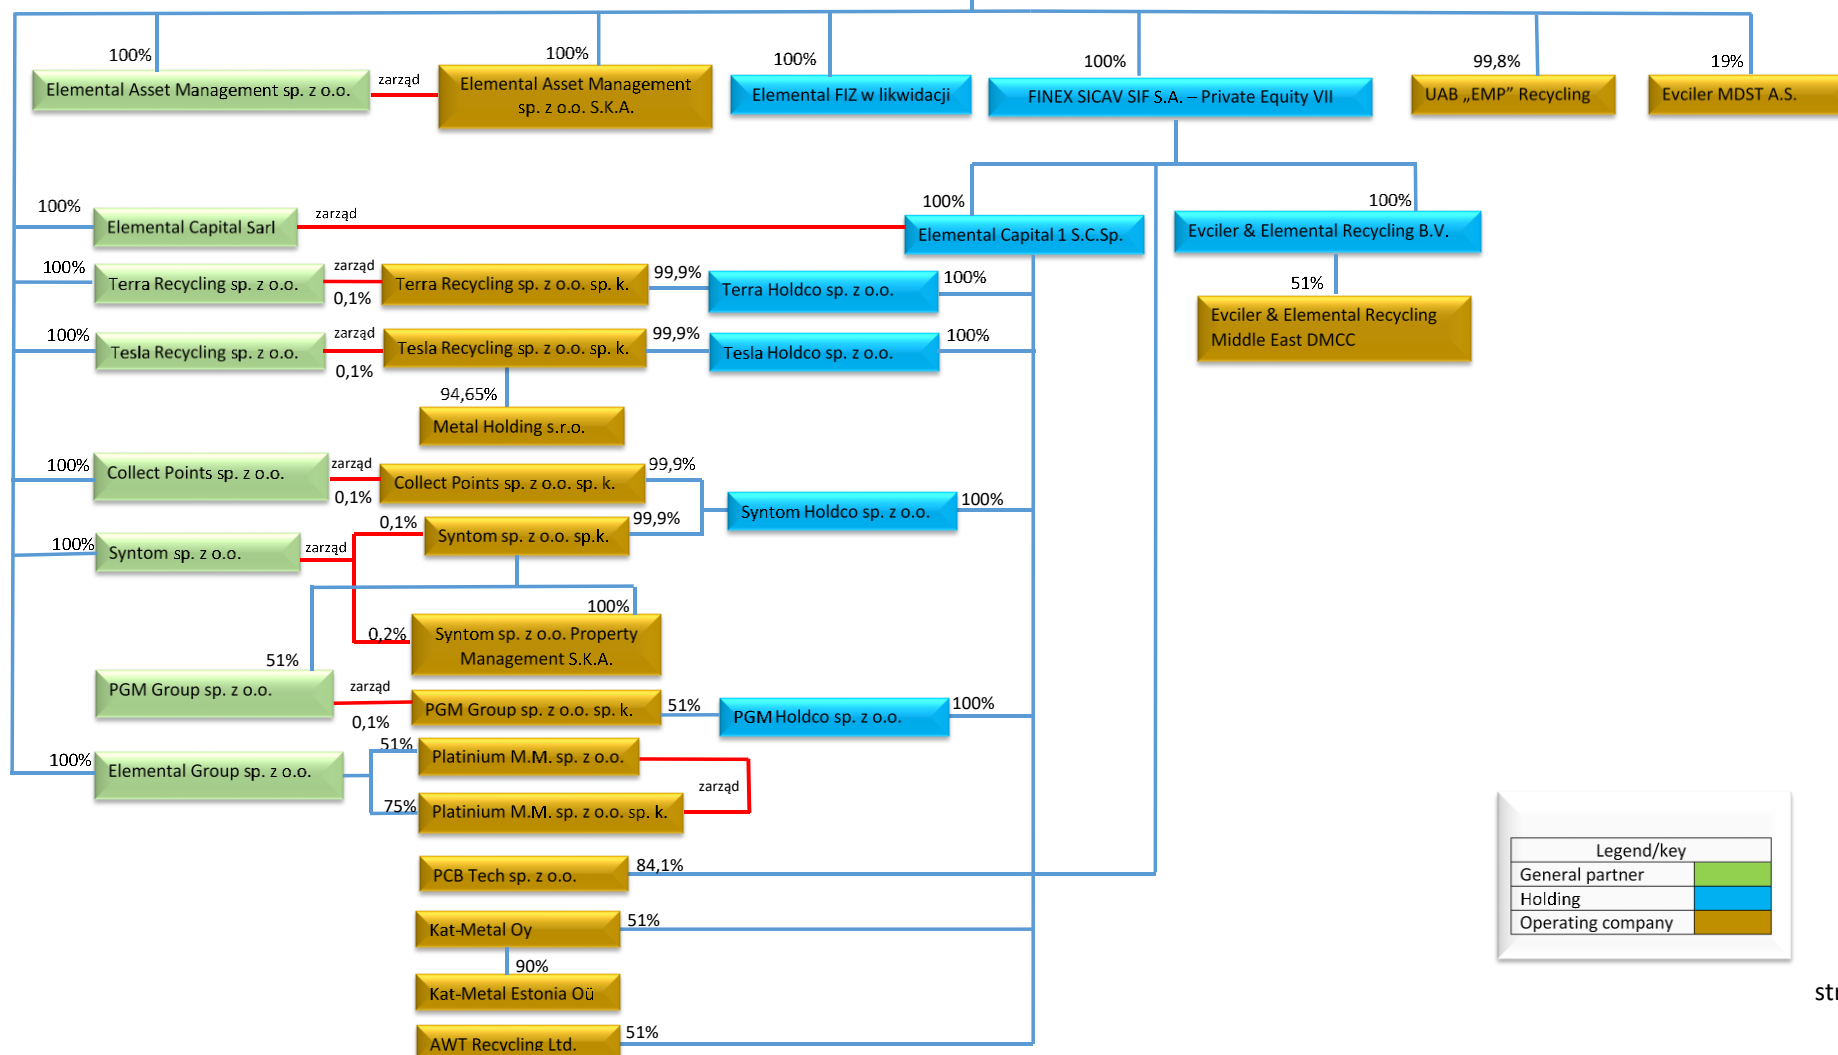 100%
100%
100%
100%
99,8%
19%
Elemental Asset Management sp. z o.o.
zarząd
Elemental Asset Management
sp. z o.o. S.K.A.
Elemental FIZ w likwidacji
FINEX SICAV SIF S.A. – Private Equity VII
UAB „EMP” Recycling
Evciler MDST A.S.
100%
Elemental Capital Sarl
zarząd
100%
Elemental Capital 1 S.C.Sp.
100%
Evciler & Elemental Recycling B.V.
51%
Evciler & Elemental Recycling
Middle East DMCC
100%
Terra Recycling sp. z o.o.
zarząd
0,1%
Terra Recycling sp. z o.o. sp. k.
99,9%
Terra Holdco sp. z o.o.
100%
100%
Tesla Recycling sp. z o.o.
zarząd
0,1%
Tesla Recycling sp. z o.o. sp. k.
99,9%
Tesla Holdco sp. z o.o.
100%
94,65%
Metal Holding s.r.o.
100%
Collect Points sp. z o.o.
zarząd
0,1%
Collect Points sp. z o.o. sp. k.
99,9%
Syntom Holdco sp. z o.o.
100%
100%
Syntom sp. z o.o.
zarząd
0,1%
Syntom sp. z o.o. sp.k.
99,9%
100%
0,2%
Syntom sp. z o.o. Property
Management S.K.A.
51%
PGM Group sp. z o.o.
zarząd
0,1%
PGM Group sp. z o.o. sp. k.
51%
PGM Holdco sp. z o.o.
100%
100%
Elemental Group sp. z o.o.
51%
Platinium M.M. sp. z o.o.
zarząd
75%
Platinium M.M. sp. z o.o. sp. k.
PCB Tech sp. z o.o.
84,1%
Kat-Metal Oy
51%
90%
Kat-Metal Estonia Oü
AWT Recycling Ltd.
51%
Legend/key
General partner
Holding
Operating company